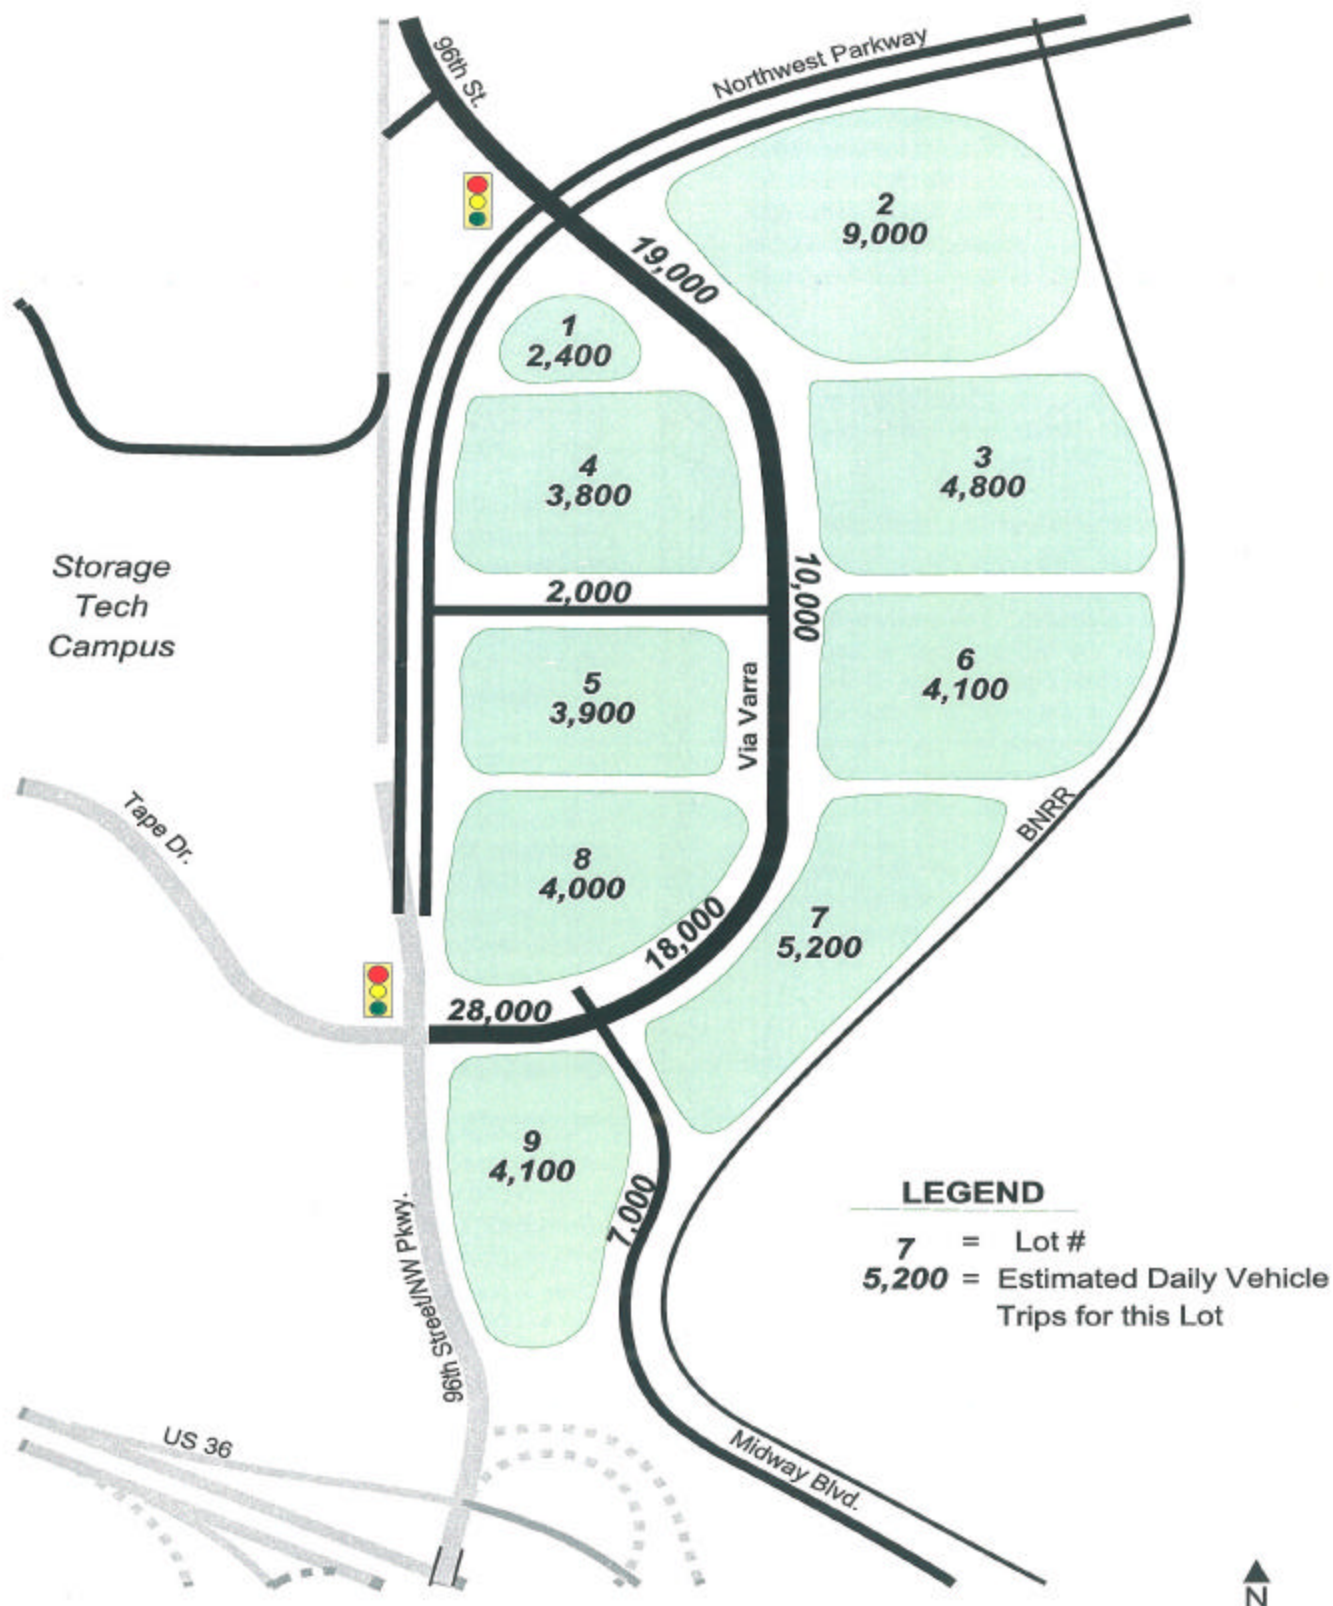 96th St.
Northwest Parkway
2
9,000
19,000
1
2,400
4
3,800
3
4,800
Storage
Tech
Campus
2,000
10,000
5
3,900
6
4,100
Via Varra
Tape Dr.
BNRR
8
4,000
7
5,200
18,000
28,000
9
4,100
7,000
96th Street/NW Pkwy.
LEGEND
7 = Lot #
5,200 = Estimated Daily Vehicle
Trips for this Lot
US 36
Midway Blvd.
N